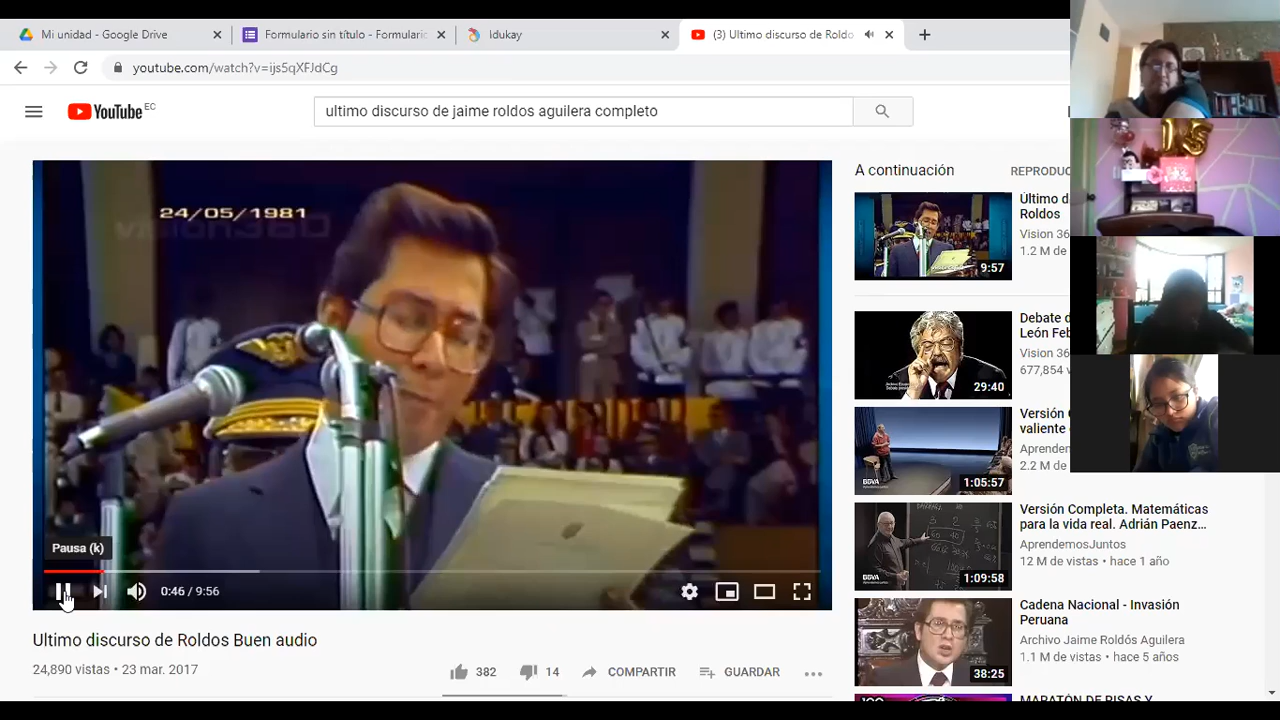 Mi unidad - Google Drive
Formulario sin título - Formulario
Idukay
(3) Ultimo discurso de Roldo
youtube.com/watch?v=ijs5qXFJdCg
YouTube EC
ultimo discurso de jaime roldos aguilera completo
24/05/1981
Pausa (k)
0:46 / 9:56
Ultimo discurso de Roldos Buen audio
24,890 vistas • 23 mar. 2017
382
14
COMPARTIR
GUARDAR
A continuación
REPRODUC
9:57
Último d
Roldos
Vision 36
1.2 M de
29:40
Debate d
León Feb
Vision 36
677,854 v
BBVA
1:05:57
Versión
valiente
Aprendem
2.2 M de
BBVA
1:09:58
Versión Completa. Matemáticas
para la vida real. Adrián Paenz...
AprendemosJuntos
12 M de vistas • hace 1 año
38:25
Cadena Nacional - Invasión
Peruana
Archivo Jaime Roldós Aguilera
1.1 M de vistas • hace 5 años
MARATÓN DE RISAS Y
15